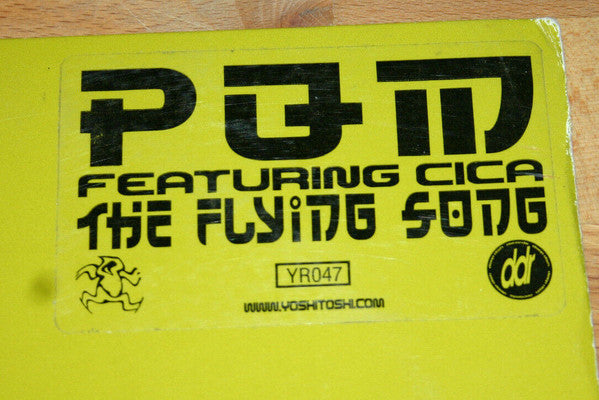 PQM
FEATURING CICA
THE FLYING SONG
YR047
ddr
WWW.YOSHITOSHI.COM